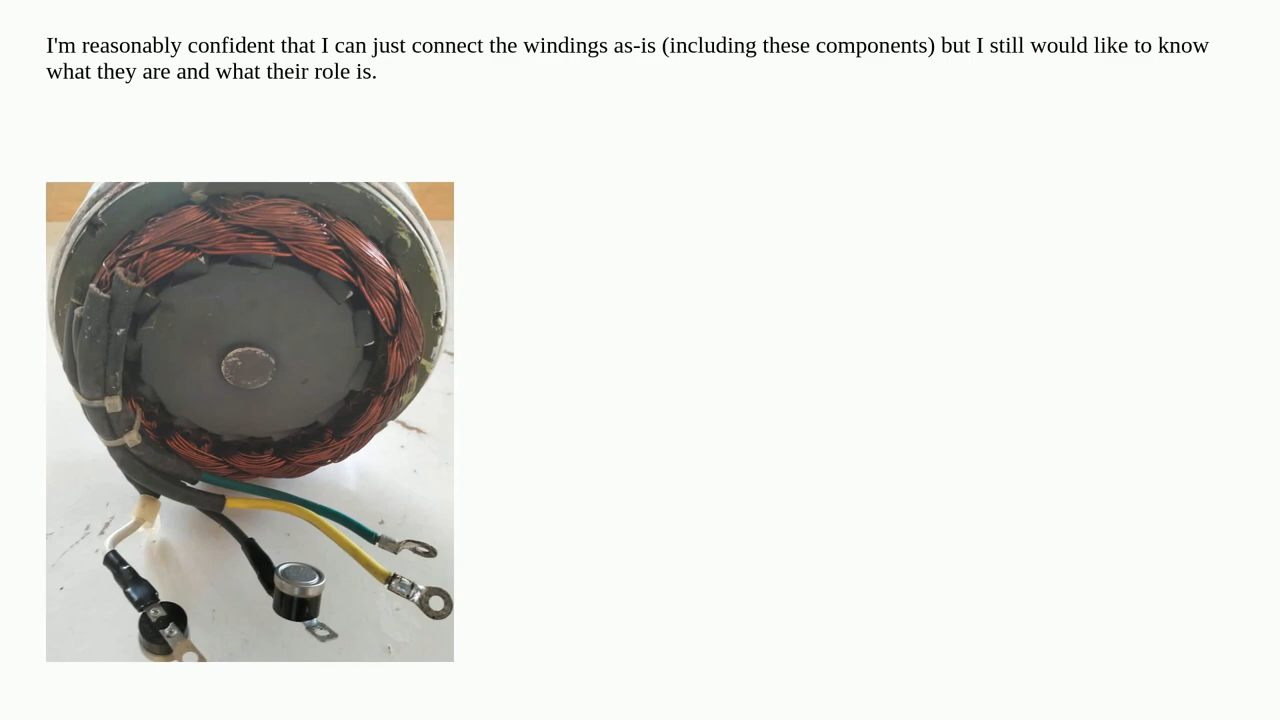 I'm reasonably confident that I can just connect the windings as-is (including these components) but I still would like to know
what they are and what their role is.